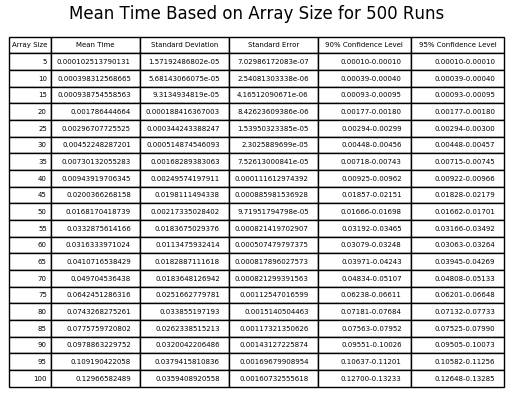 Mean Time Based on Array Size for 500 Runs
Array Size Mean Time Standard Deviation Standard Error 90% Confidence Level 95% Confidence Level
5 0.000102513790131 1.57192486802e-05 7.02986172083e-07 0.00010-0.00010 0.00010-0.00010
10 0.000398312568665 5.68143066075e-05 2.54081303338e-06 0.00039-0.00040 0.00039-0.00040
15 0.000938754558563 9.3134934819e-05 4.16512090671e-06 0.00093-0.00095 0.00093-0.00095
20 0.001786444664 0.000188416367003 8.42623609386e-06 0.00177-0.00180 0.00177-0.00180
25 0.00296707725525 0.000344243388247 1.53950323385e-05 0.00294-0.00299 0.00294-0.00300
30 0.00452248287201 0.000514874546093 2.3025889699e-05 0.00448-0.00456 0.00448-0.00457
35 0.00730132055283 0.00168289383063 7.52613000841e-05 0.00718-0.00743 0.00715-0.00745
40 0.00943919706345 0.00249574197911 0.000111612974392 0.00925-0.00962 0.00922-0.00966
45 0.0200366268158 0.0198111494338 0.000885981536928 0.01857-0.02151 0.01828-0.02179
50 0.0168170418739 0.00217335028402 9.71951794798e-05 0.01666-0.01698 0.01662-0.01701
55 0.0332875614166 0.0183675029376 0.000821419702907 0.03192-0.03465 0.03166-0.03492
60 0.0316333971024 0.0113475932414 0.000507479797375 0.03079-0.03248 0.03063-0.03264
65 0.0410716538429 0.0182887111618 0.000817896027573 0.03971-0.04243 0.03945-0.04269
70 0.049704536438 0.0183648126942 0.000821299391563 0.04834-0.05107 0.04808-0.05133
75 0.0642451286316 0.0251662779781 0.00112547016599 0.06238-0.06611 0.06201-0.06648
80 0.0743268275261 0.033855197193 0.0015140504463 0.07181-0.07684 0.07132-0.07733
85 0.0775759720802 0.0262338515213 0.00117321350626 0.07563-0.07952 0.07525-0.07990
90 0.0978863229752 0.0320042206486 0.00143127225874 0.09551-0.10026 0.09505-0.10073
95 0.109190422058 0.0379415810836 0.00169679908954 0.10637-0.11201 0.10582-0.11256
100 0.12966582489 0.0359408920558 0.00160732555618 0.12700-0.13233 0.12648-0.13285